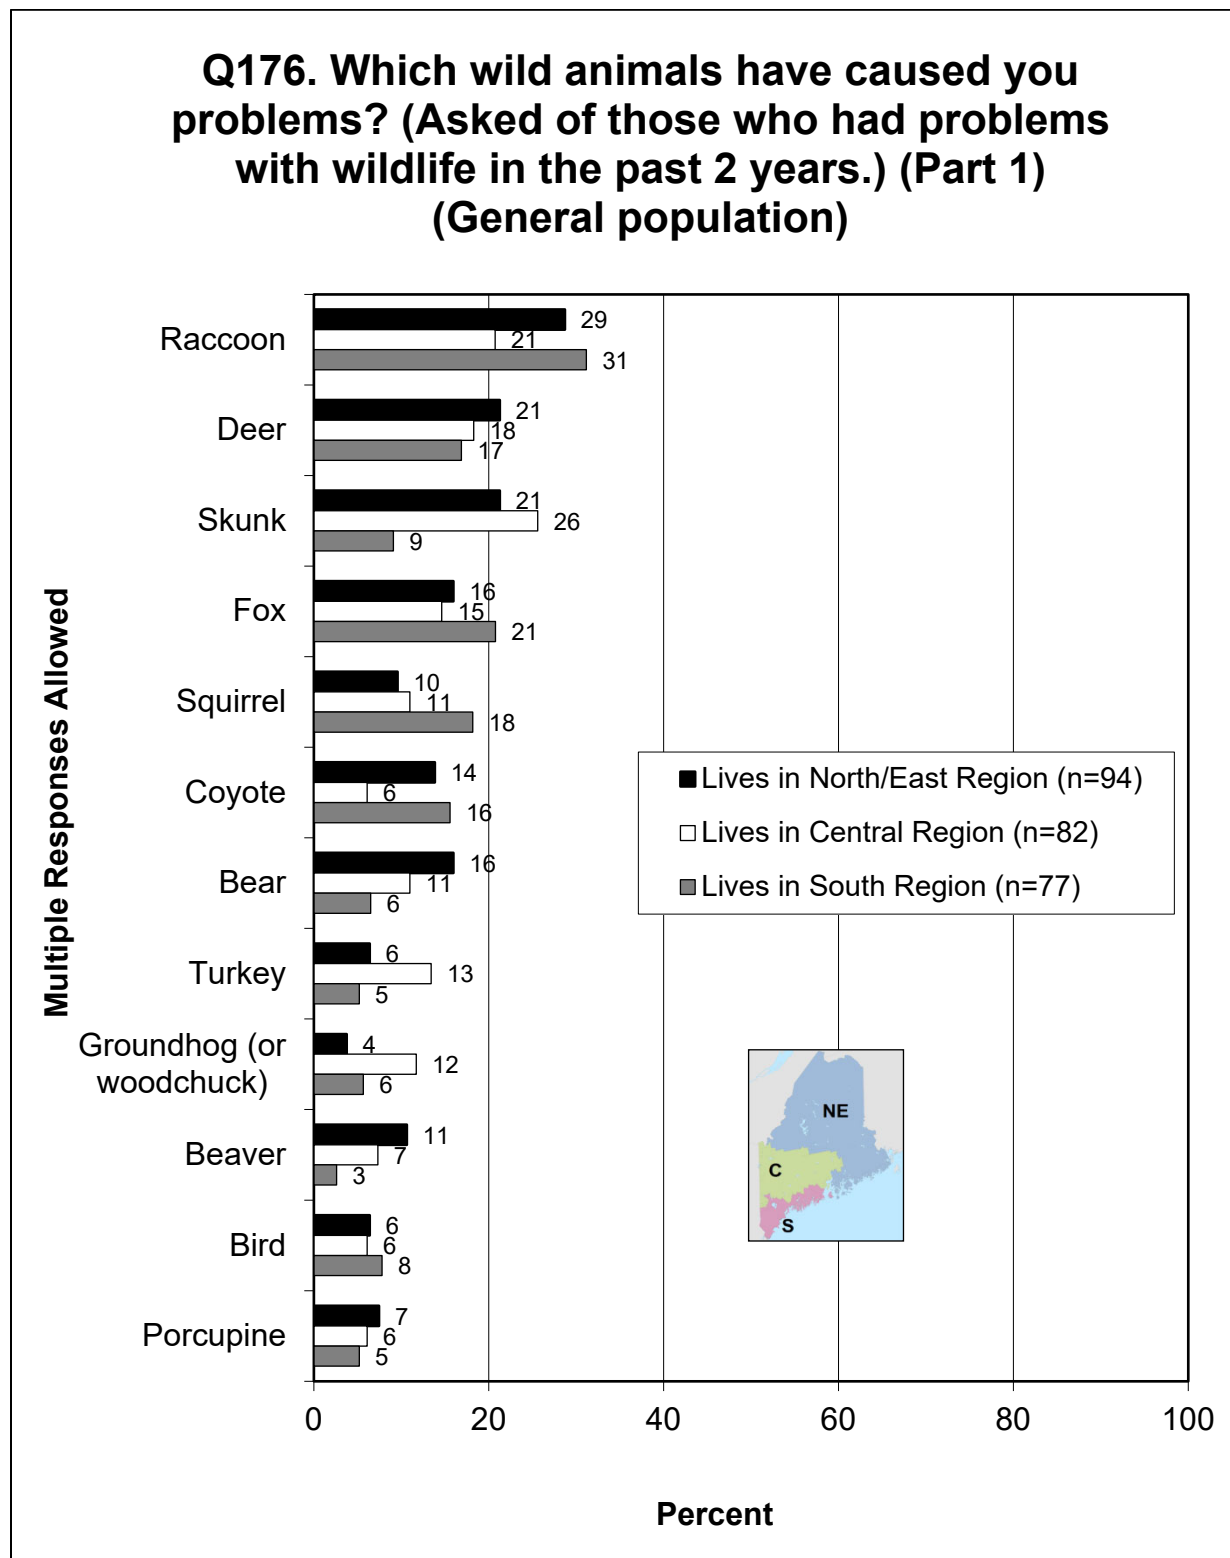 Q176. Which wild animals have caused you
problems? (Asked of those who had problems
with wildlife in the past 2 years.) (Part 1)
(General population)
Multiple Responses Allowed
Raccoon
29
21
31
Deer
21
18
17
Skunk
21
26
9
Fox
16
15
21
Squirrel
10
11
18
Coyote
14
6
16
Bear
16
11
6
Turkey
6
13
5
Groundhog (or
woodchuck)
4
12
6
Beaver
11
7
3
Bird
6
6
8
Porcupine
7
6
5
Lives in North/East Region (n=94)
Lives in Central Region (n=82)
Lives in South Region (n=77)
NE
C
S
0 20 40 60 80 100
Percent